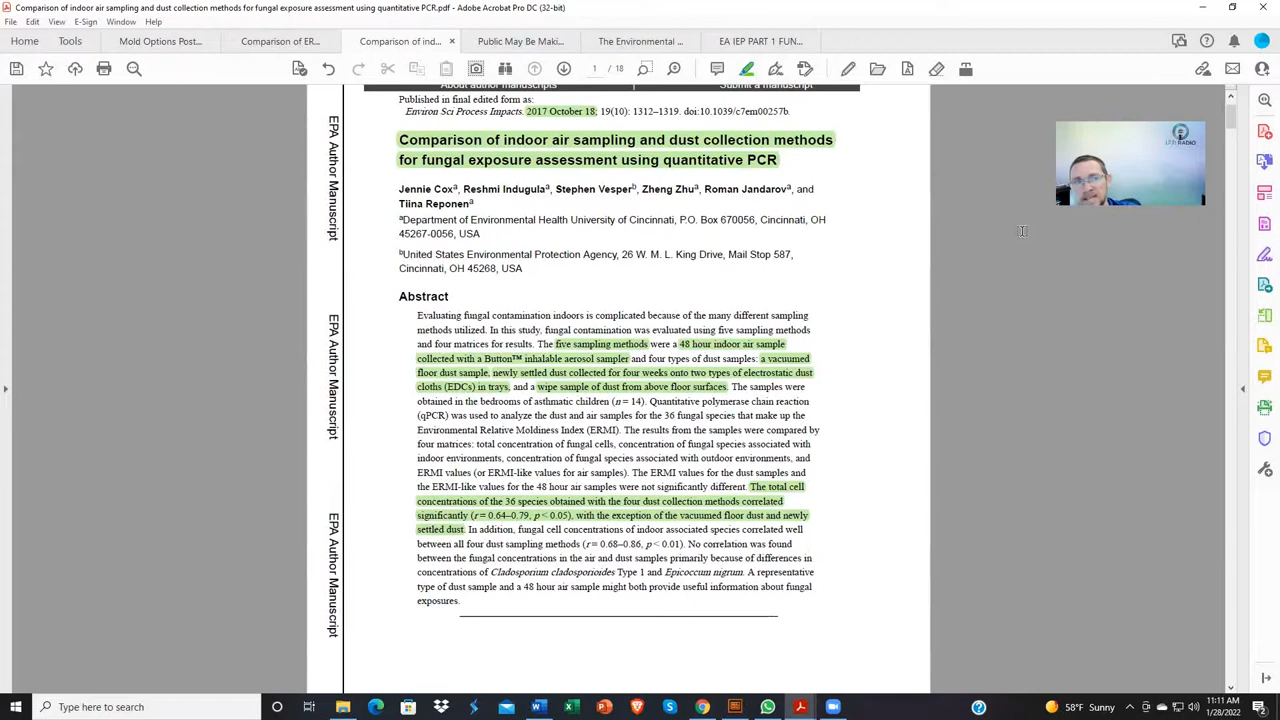 Comparison of indoor air sampling and dust collection methods for fungal exposure assessment using quantitative PCR.pdf - Adobe Acrobat Pro DC (32-bit)
File Edit View E-Sign Window Help
Home Tools Mold Options Post... Comparison of ER... Comparison of ind... × Public May Be Maki... The Environmental ... EA IEP PART 1 FUN...
1 / 18
About author manuscripts Submit a manuscript
Published in final edited form as:
Environ Sci Process Impacts. 2017 October 18; 19(10): 1312–1319. doi:10.1039/c7em00257b.
Comparison of indoor air sampling and dust collection methods
for fungal exposure assessment using quantitative PCR
Jennie Coxa, Reshmi Indugulaa, Stephen Vesperb, Zheng Zhua, Roman Jandarova, and
Tiina Reponena
aDepartment of Environmental Health University of Cincinnati, P.O. Box 670056, Cincinnati, OH
45267-0056, USA
bUnited States Environmental Protection Agency, 26 W. M. L. King Drive, Mail Stop 587,
Cincinnati, OH 45268, USA
Abstract
Evaluating fungal contamination indoors is complicated because of the many different sampling
methods utilized. In this study, fungal contamination was evaluated using five sampling methods
and four matrices for results. The five sampling methods were a 48 hour indoor air sample
collected with a Button™ inhalable aerosol sampler and four types of dust samples: a vacuumed
floor dust sample, newly settled dust collected for four weeks onto two types of electrostatic dust
cloths (EDCs) in trays, and a wipe sample of dust from above floor surfaces. The samples were
obtained in the bedrooms of asthmatic children (n = 14). Quantitative polymerase chain reaction
(qPCR) was used to analyze the dust and air samples for the 36 fungal species that make up the
Environmental Relative Moldiness Index (ERMI). The results from the samples were compared by
four matrices: total concentration of fungal cells, concentration of fungal species associated with
indoor environments, concentration of fungal species associated with outdoor environments, and
ERMI values (or ERMI-like values for air samples). The ERMI values for the dust samples and
the ERMI-like values for the 48 hour air samples were not significantly different. The total cell
concentrations of the 36 species obtained with the four dust collection methods correlated
significantly (r = 0.64–0.79, p < 0.05), with the exception of the vacuumed floor dust and newly
settled dust. In addition, fungal cell concentrations of indoor associated species correlated well
between all four dust sampling methods (r = 0.68–0.86, p < 0.01). No correlation was found
between the fungal concentrations in the air and dust samples primarily because of differences in
concentrations of Cladosporium cladosporioides Type 1 and Epicoccum nigrum. A representative
type of dust sample and a 48 hour air sample might both provide useful information about fungal
exposures.
EPA Author Manuscript
EPA Author Manuscript
EPA Author Manuscript
RADIO
Type here to search
58°F Sunny
11:11 AM
1/28/2022